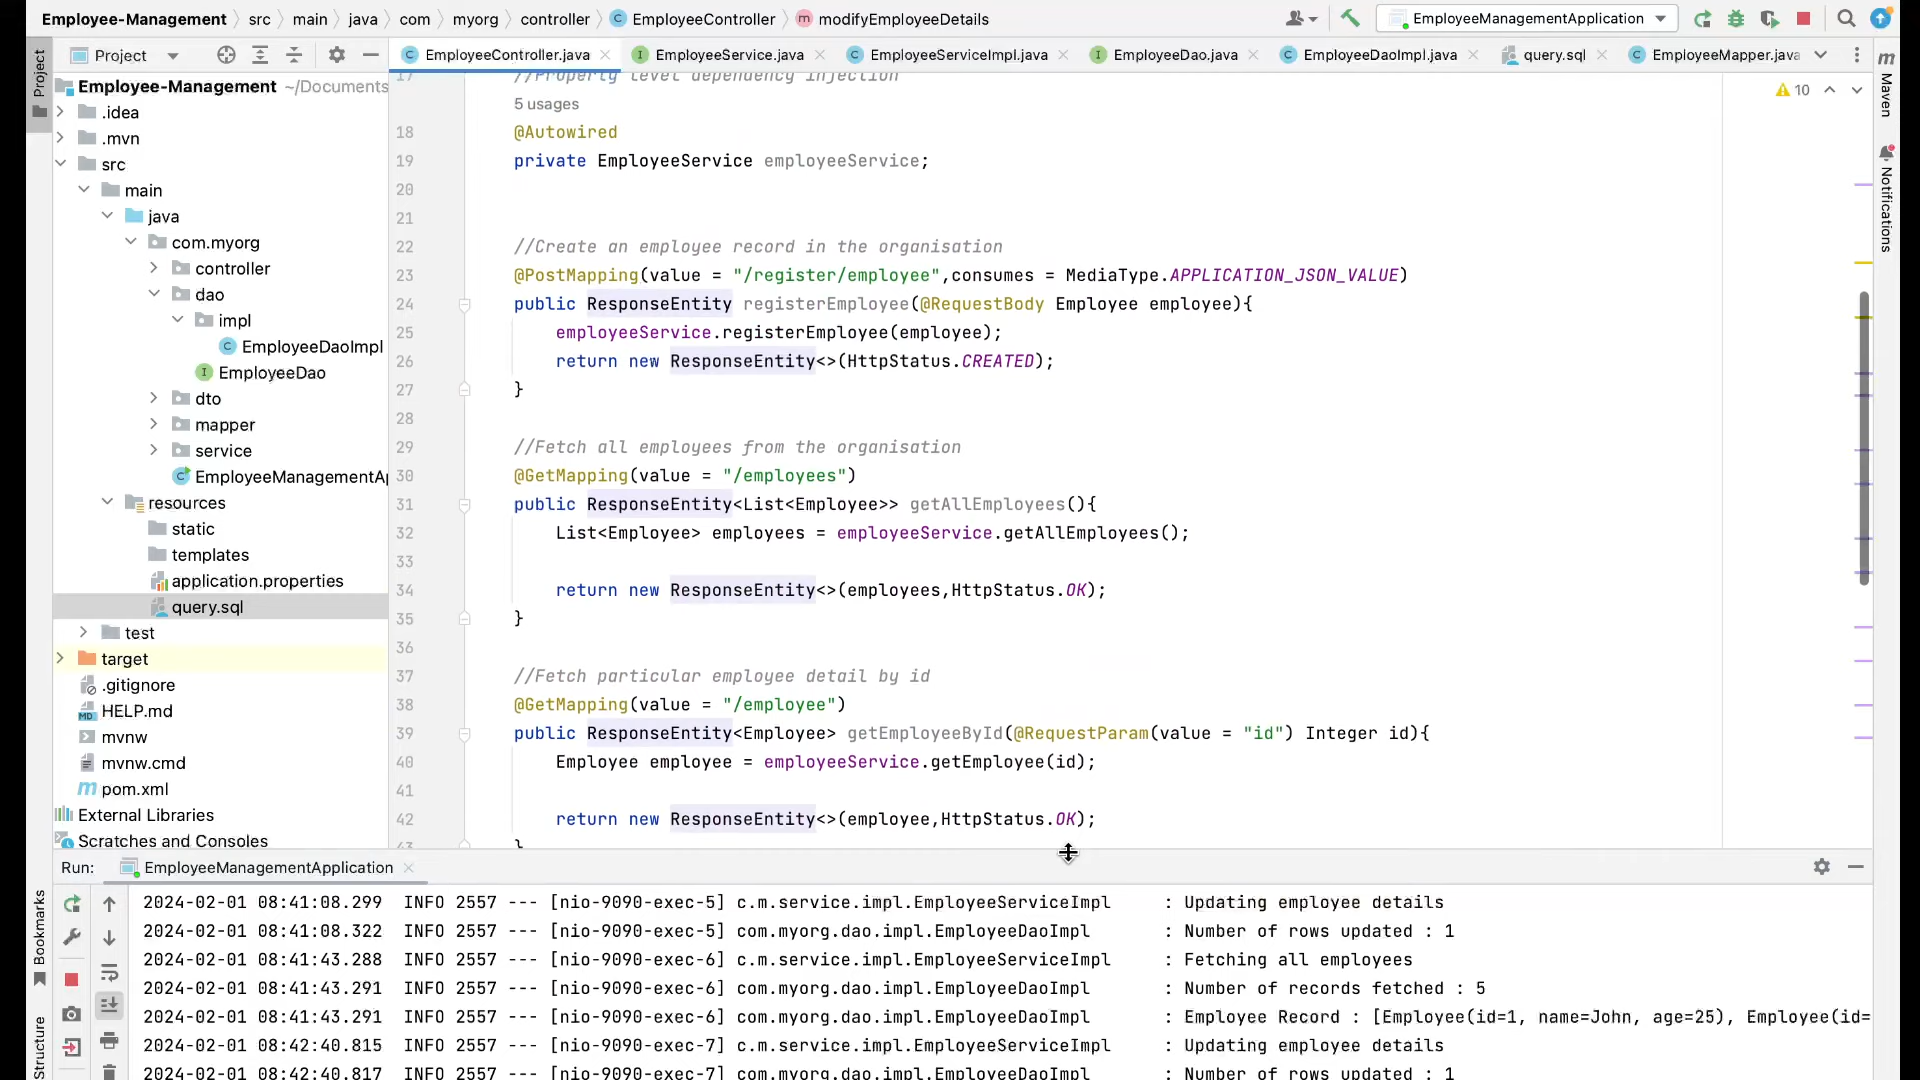 Employee-Management src main java com myorg controller EmployeeController modifyEmployeeDetails EmployeeManagementApplication
Project
EmployeeController.java EmployeeService.java EmployeeServiceImpl.java EmployeeDao.java EmployeeDaoImpl.java query.sql EmployeeMapper.java
Project
Employee-Management ~/Documents
.idea
.mvn
src
main
java
com.myorg
controller
dao
impl
EmployeeDaoImpl
EmployeeDao
dto
mapper
service
EmployeeManagementA
resources
static
templates
application.properties
query.sql
test
target
.gitignore
HELP.md
mvnw
mvnw.cmd
pom.xml
External Libraries
Scratches and Consoles
10
Maven
Notifications
17 //Property level dependency injection
5 usages
18 @Autowired
19 private EmployeeService employeeService;
20
21
22 //Create an employee record in the organisation
23 @PostMapping(value = "/register/employee",consumes = MediaType.APPLICATION_JSON_VALUE)
24 public ResponseEntity registerEmployee(@RequestBody Employee employee){
25 employeeService.registerEmployee(employee);
26 return new ResponseEntity<>(HttpStatus.CREATED);
27 }
28
29 //Fetch all employees from the organisation
30 @GetMapping(value = "/employees")
31 public ResponseEntity<List<Employee>> getAllEmployees(){
32 List<Employee> employees = employeeService.getAllEmployees();
33
34 return new ResponseEntity<>(employees,HttpStatus.OK);
35 }
36
37 //Fetch particular employee detail by id
38 @GetMapping(value = "/employee")
39 public ResponseEntity<Employee> getEmployeeById(@RequestParam(value = "id") Integer id){
40 Employee employee = employeeService.getEmployee(id);
41
42 return new ResponseEntity<>(employee,HttpStatus.OK);
43 }
Run: EmployeeManagementApplication
Bookmarks
Structure
2024-02-01 08:41:08.299 INFO 2557 --- [nio-9090-exec-5] c.m.service.impl.EmployeeServiceImpl : Updating employee details
2024-02-01 08:41:08.322 INFO 2557 --- [nio-9090-exec-5] com.myorg.dao.impl.EmployeeDaoImpl : Number of rows updated : 1
2024-02-01 08:41:43.288 INFO 2557 --- [nio-9090-exec-6] c.m.service.impl.EmployeeServiceImpl : Fetching all employees
2024-02-01 08:41:43.291 INFO 2557 --- [nio-9090-exec-6] com.myorg.dao.impl.EmployeeDaoImpl : Number of records fetched : 5
2024-02-01 08:41:43.291 INFO 2557 --- [nio-9090-exec-6] com.myorg.dao.impl.EmployeeDaoImpl : Employee Record : [Employee(id=1, name=John, age=25), Employee(id=
2024-02-01 08:42:40.815 INFO 2557 --- [nio-9090-exec-7] c.m.service.impl.EmployeeServiceImpl : Updating employee details
2024-02-01 08:42:40.817 INFO 2557 --- [nio-9090-exec-7] com.myorg.dao.impl.EmployeeDaoImpl : Number of rows updated : 1